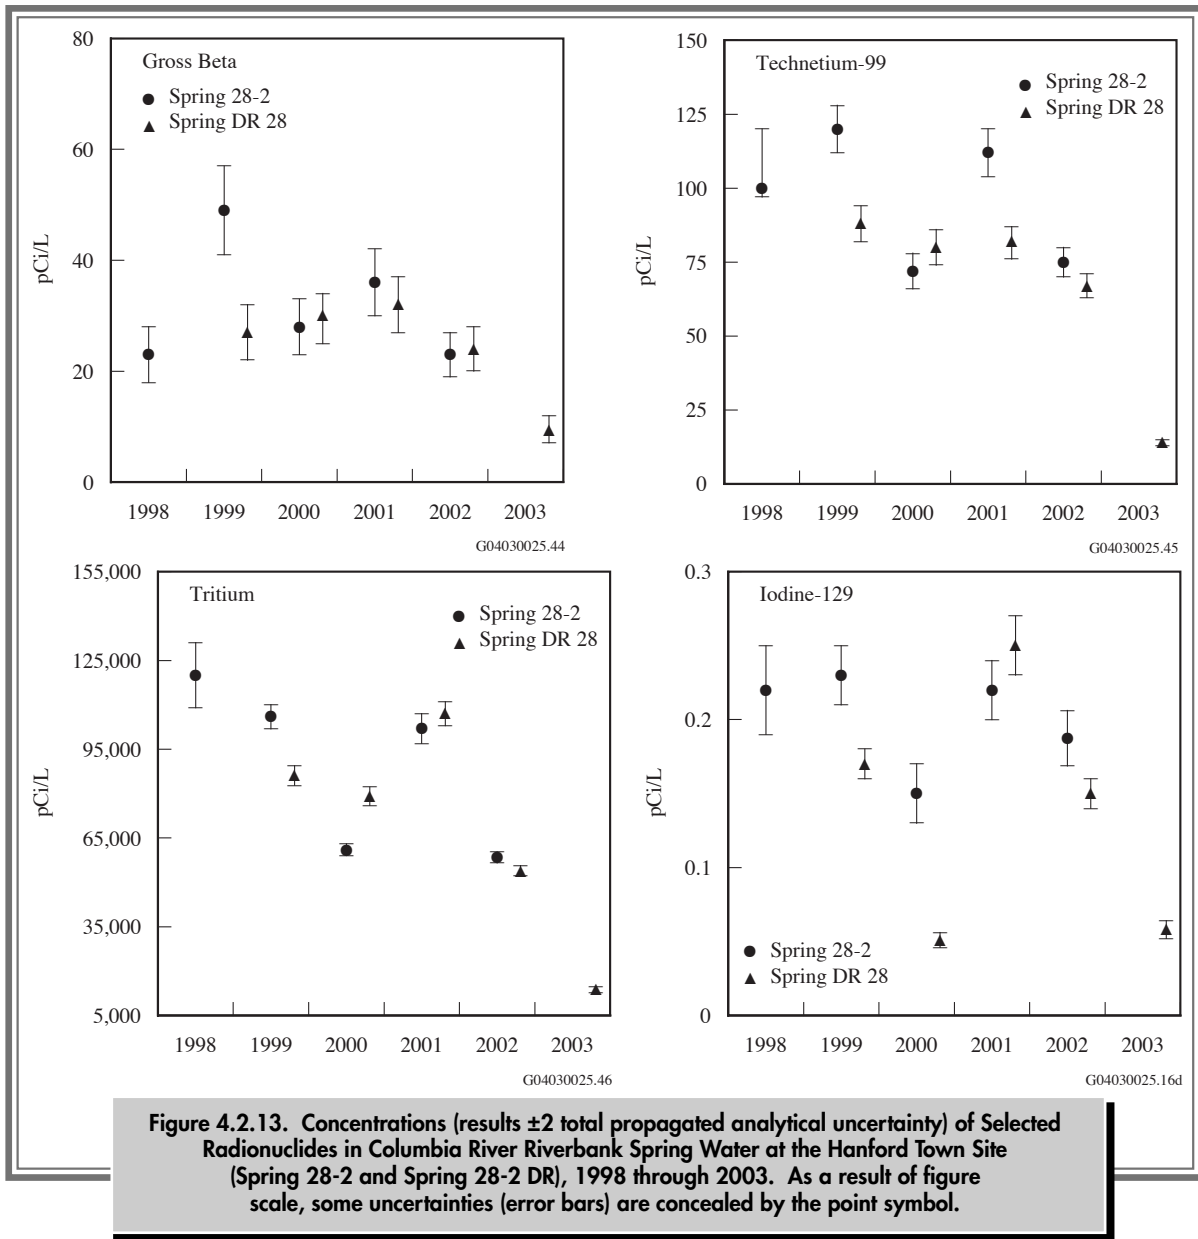 Gross Beta
Spring 28-2
Spring DR 28
pCi/L
80
60
40
20
0
1998 1999 2000 2001 2002 2003
G04030025.44
Technetium-99
Spring 28-2
Spring DR 28
pCi/L
150
125
100
75
50
25
0
1998 1999 2000 2001 2002 2003
G04030025.45
Tritium
Spring 28-2
Spring DR 28
pCi/L
155,000
125,000
95,000
65,000
35,000
5,000
1998 1999 2000 2001 2002 2003
G04030025.46
Iodine-129
Spring 28-2
Spring DR 28
pCi/L
0.3
0.2
0.1
0
1998 1999 2000 2001 2002 2003
G04030025.16d
Figure 4.2.13. Concentrations (results ±2 total propagated analytical uncertainty) of Selected
Radionuclides in Columbia River Riverbank Spring Water at the Hanford Town Site
(Spring 28-2 and Spring 28-2 DR), 1998 through 2003. As a result of figure
scale, some uncertainties (error bars) are concealed by the point symbol.